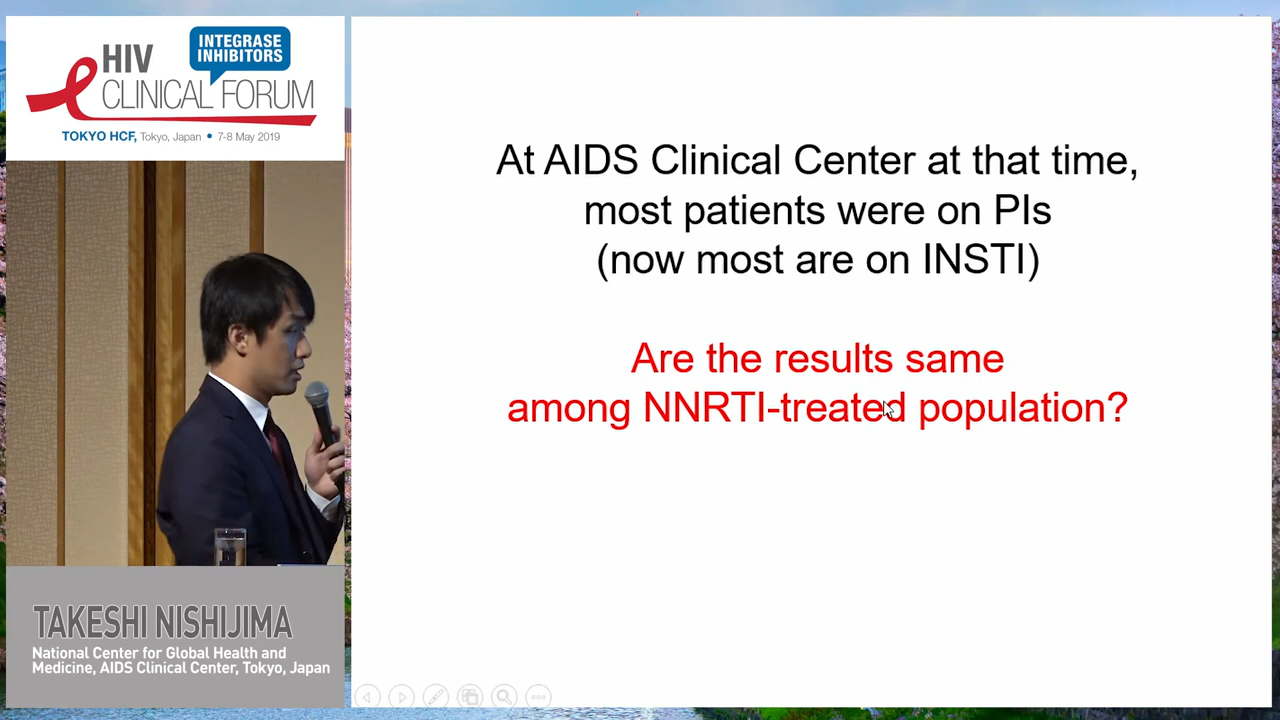 INTEGRASE
INHIBITORS
HIV
CLINICAL FORUM
TOKYO HCF, Tokyo, Japan • 7-8 May 2019
At AIDS Clinical Center at that time,
most patients were on PIs
(now most are on INSTI)
Are the results same
among NNRTI-treated population?
TAKESHI NISHIJIMA
National Center for Global Health and
Medicine, AIDS Clinical Center, Tokyo, Japan